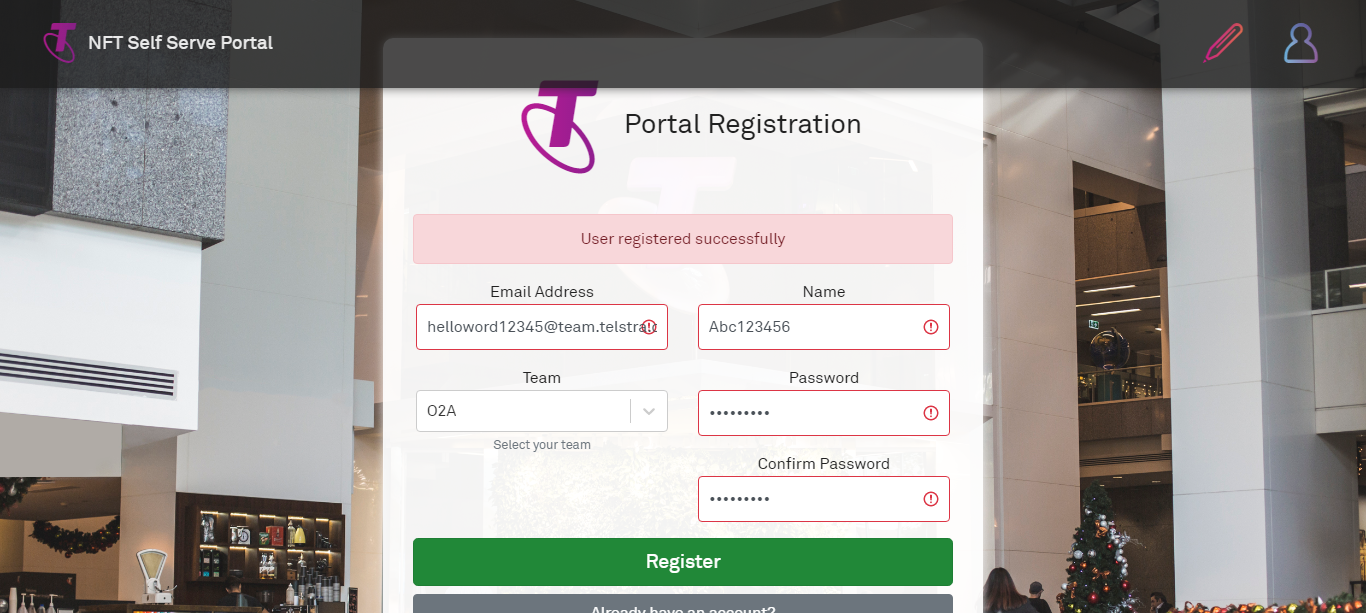 NFT Self Serve Portal
Portal Registration
User registered successfully
Email Address
Name
helloword12345@team.telstra.c
Abc123456
Team
Password
O2A
•••••••••
Select your team
Confirm Password
•••••••••
Register
Already have an account?